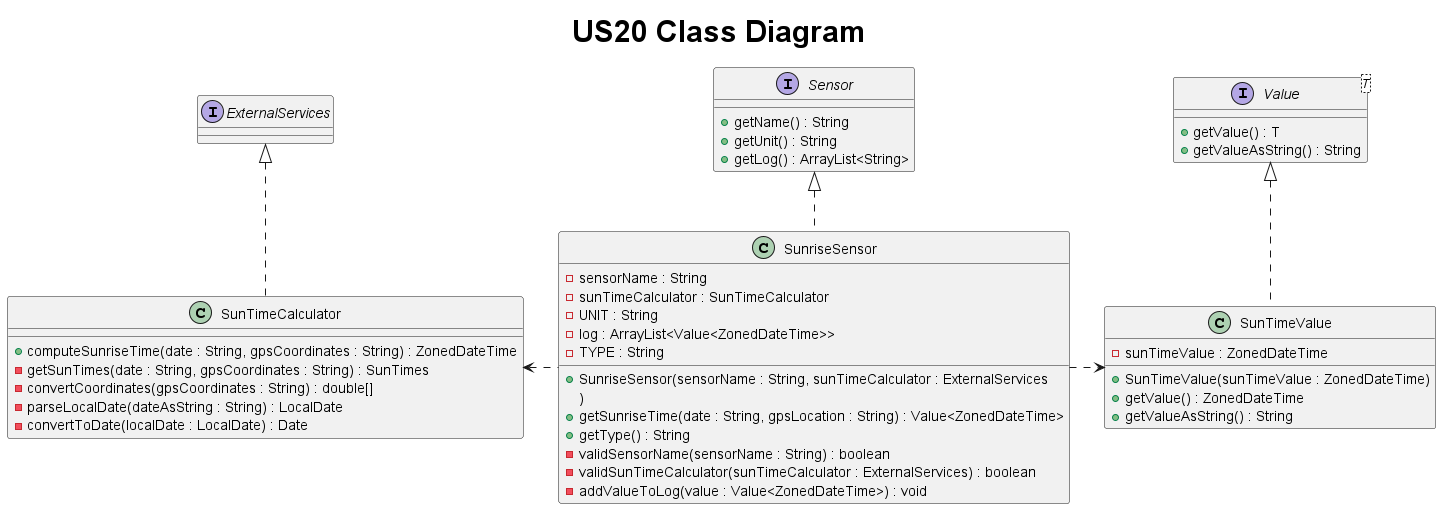 US20 Class Diagram
I ExternalServices
I Sensor
getName() : String
getUnit() : String
getLog() : ArrayList<String>
I Value T
getValue() : T
getValueAsString() : String
C SunTimeCalculator
computeSunriseTime(date : String, gpsCoordinates : String) : ZonedDateTime
getSunTimes(date : String, gpsCoordinates : String) : SunTimes
convertCoordinates(gpsCoordinates : String) : double[]
parseLocalDate(dateAsString : String) : LocalDate
convertToDate(localDate : LocalDate) : Date
C SunriseSensor
sensorName : String
sunTimeCalculator : SunTimeCalculator
UNIT : String
log : ArrayList<Value<ZonedDateTime>>
TYPE : String
SunriseSensor(sensorName : String, sunTimeCalculator : ExternalServices
)
getSunriseTime(date : String, gpsLocation : String) : Value<ZonedDateTime>
getType() : String
validSensorName(sensorName : String) : boolean
validSunTimeCalculator(sunTimeCalculator : ExternalServices) : boolean
addValueToLog(value : Value<ZonedDateTime>) : void
C SunTimeValue
sunTimeValue : ZonedDateTime
SunTimeValue(sunTimeValue : ZonedDateTime)
getValue() : ZonedDateTime
getValueAsString() : String